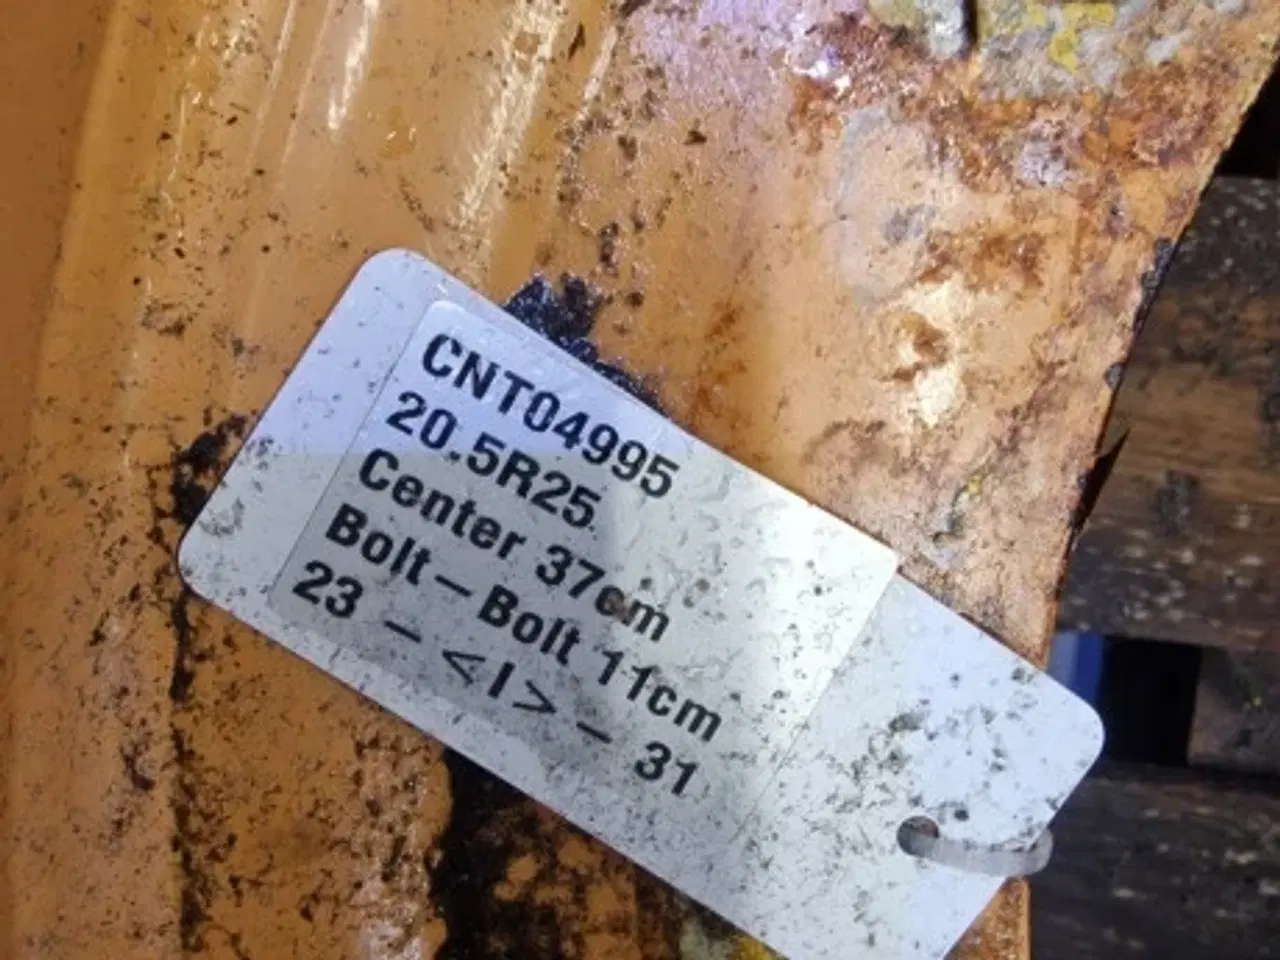 CNT04995
20.5R25
Center 37cm
Bolt – Bolt 11cm
23 – <|> – 31